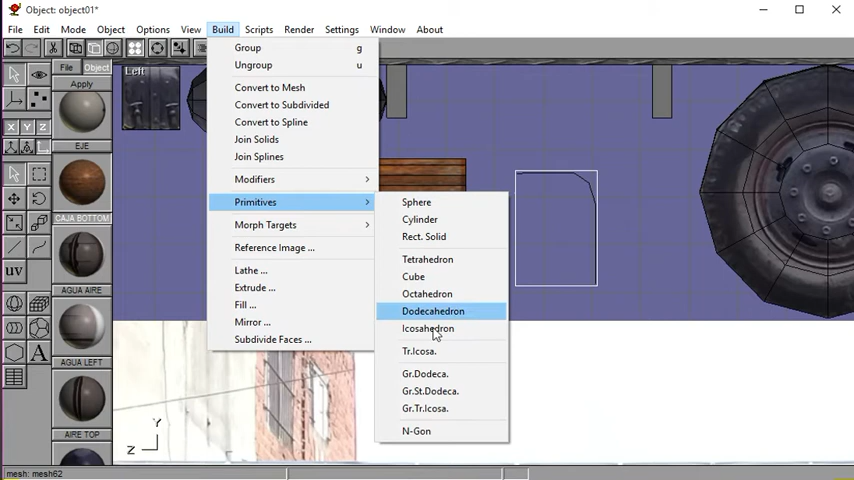 Object: object01*
File Edit Mode Object Options View Build Scripts Render Settings Window About
Group g
Ungroup u
Convert to Mesh
Convert to Subdivided
Convert to Spline
Join Solids
Join Splines
Modifiers
Primitives
Morph Targets
Reference Image ...
Lathe ...
Extrude ...
Fill ...
Mirror ...
Subdivide Faces ...
Sphere
Cylinder
Rect. Solid
Tetrahedron
Cube
Octahedron
Dodecahedron
Icosahedron
Tr.Icosa.
Gr.Dodeca.
Gr.St.Dodeca.
Gr.Tr.Icosa.
N-Gon
File Object
Apply
EJE
CAJA BOTTOM
AGUA AIRE
AGUA LEFT
AIRE TOP
X Y Z
uv
A
Left
Y
Z
mesh: mesh62